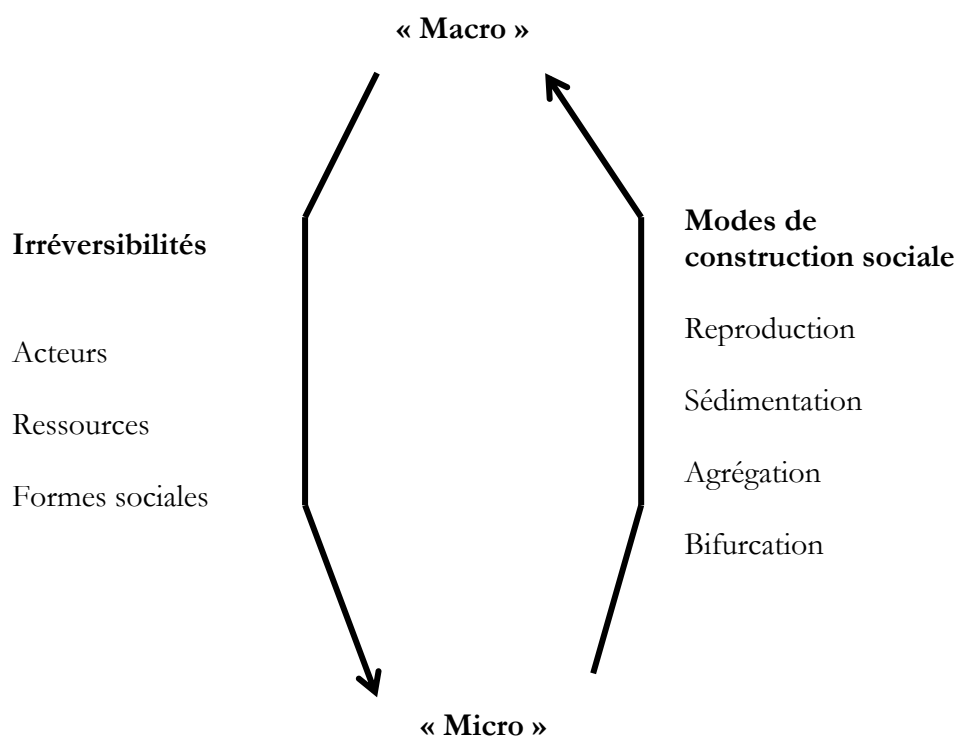 « Macro »
Irréversibilités
Acteurs
Ressources
Formes sociales
Modes de
construction sociale
Reproduction
Sédimentation
Agrégation
Bifurcation
« Micro »